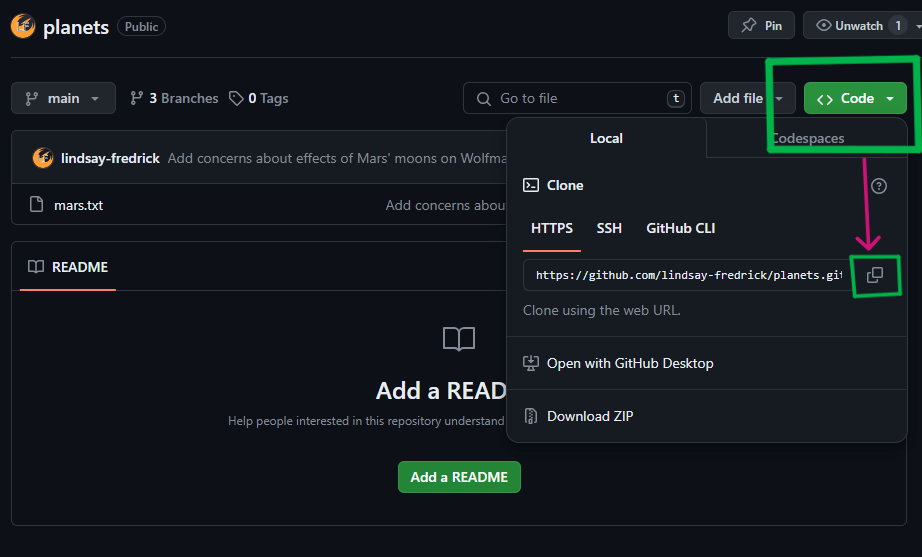 planets Public Pin Unwatch 1
main 3 Branches 0 Tags Go to file t Add file Code
Local Codespaces
lindsay-fredrick Add concerns about effects of Mars' moons on Wolfma
Clone
mars.txt Add concerns abou
HTTPS SSH GitHub CLI
README
https://github.com/lindsay-fredrick/planets.git
Clone using the web URL.
Open with GitHub Desktop
Add a READ
Download ZIP
Help people interested in this repository understand
Add a README